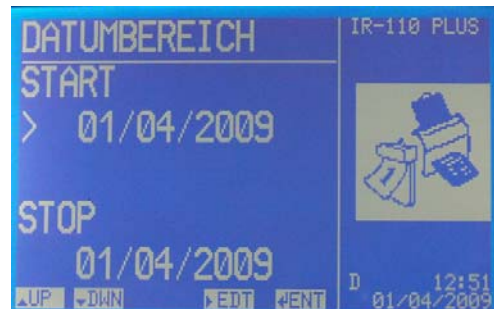 DATUMBEREICH
START
> 01/04/2009
STOP
01/04/2009
▲UP ▼DWN ▶EDT ↵ENT
IR-110 PLUS
D 12:51
01/04/2009